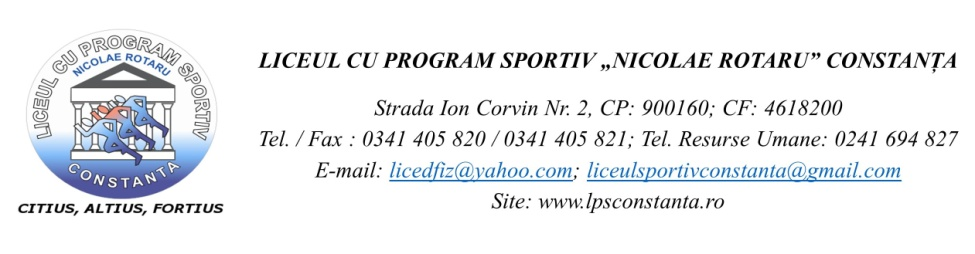 LICEUL CU PROGRAM SPORTIV
NICOLAE ROTARU
CONSTANTA
CITIUS, ALTIUS, FORTIUS
LICEUL CU PROGRAM SPORTIV „NICOLAE ROTARU” CONSTANȚA
Strada Ion Corvin Nr. 2, CP: 900160; CF: 4618200
Tel. / Fax : 0341 405 820 / 0341 405 821; Tel. Resurse Umane: 0241 694 827
E-mail: licedfiz@yahoo.com; liceulsportivconstanta@gmail.com
Site: www.lpsconstanta.ro